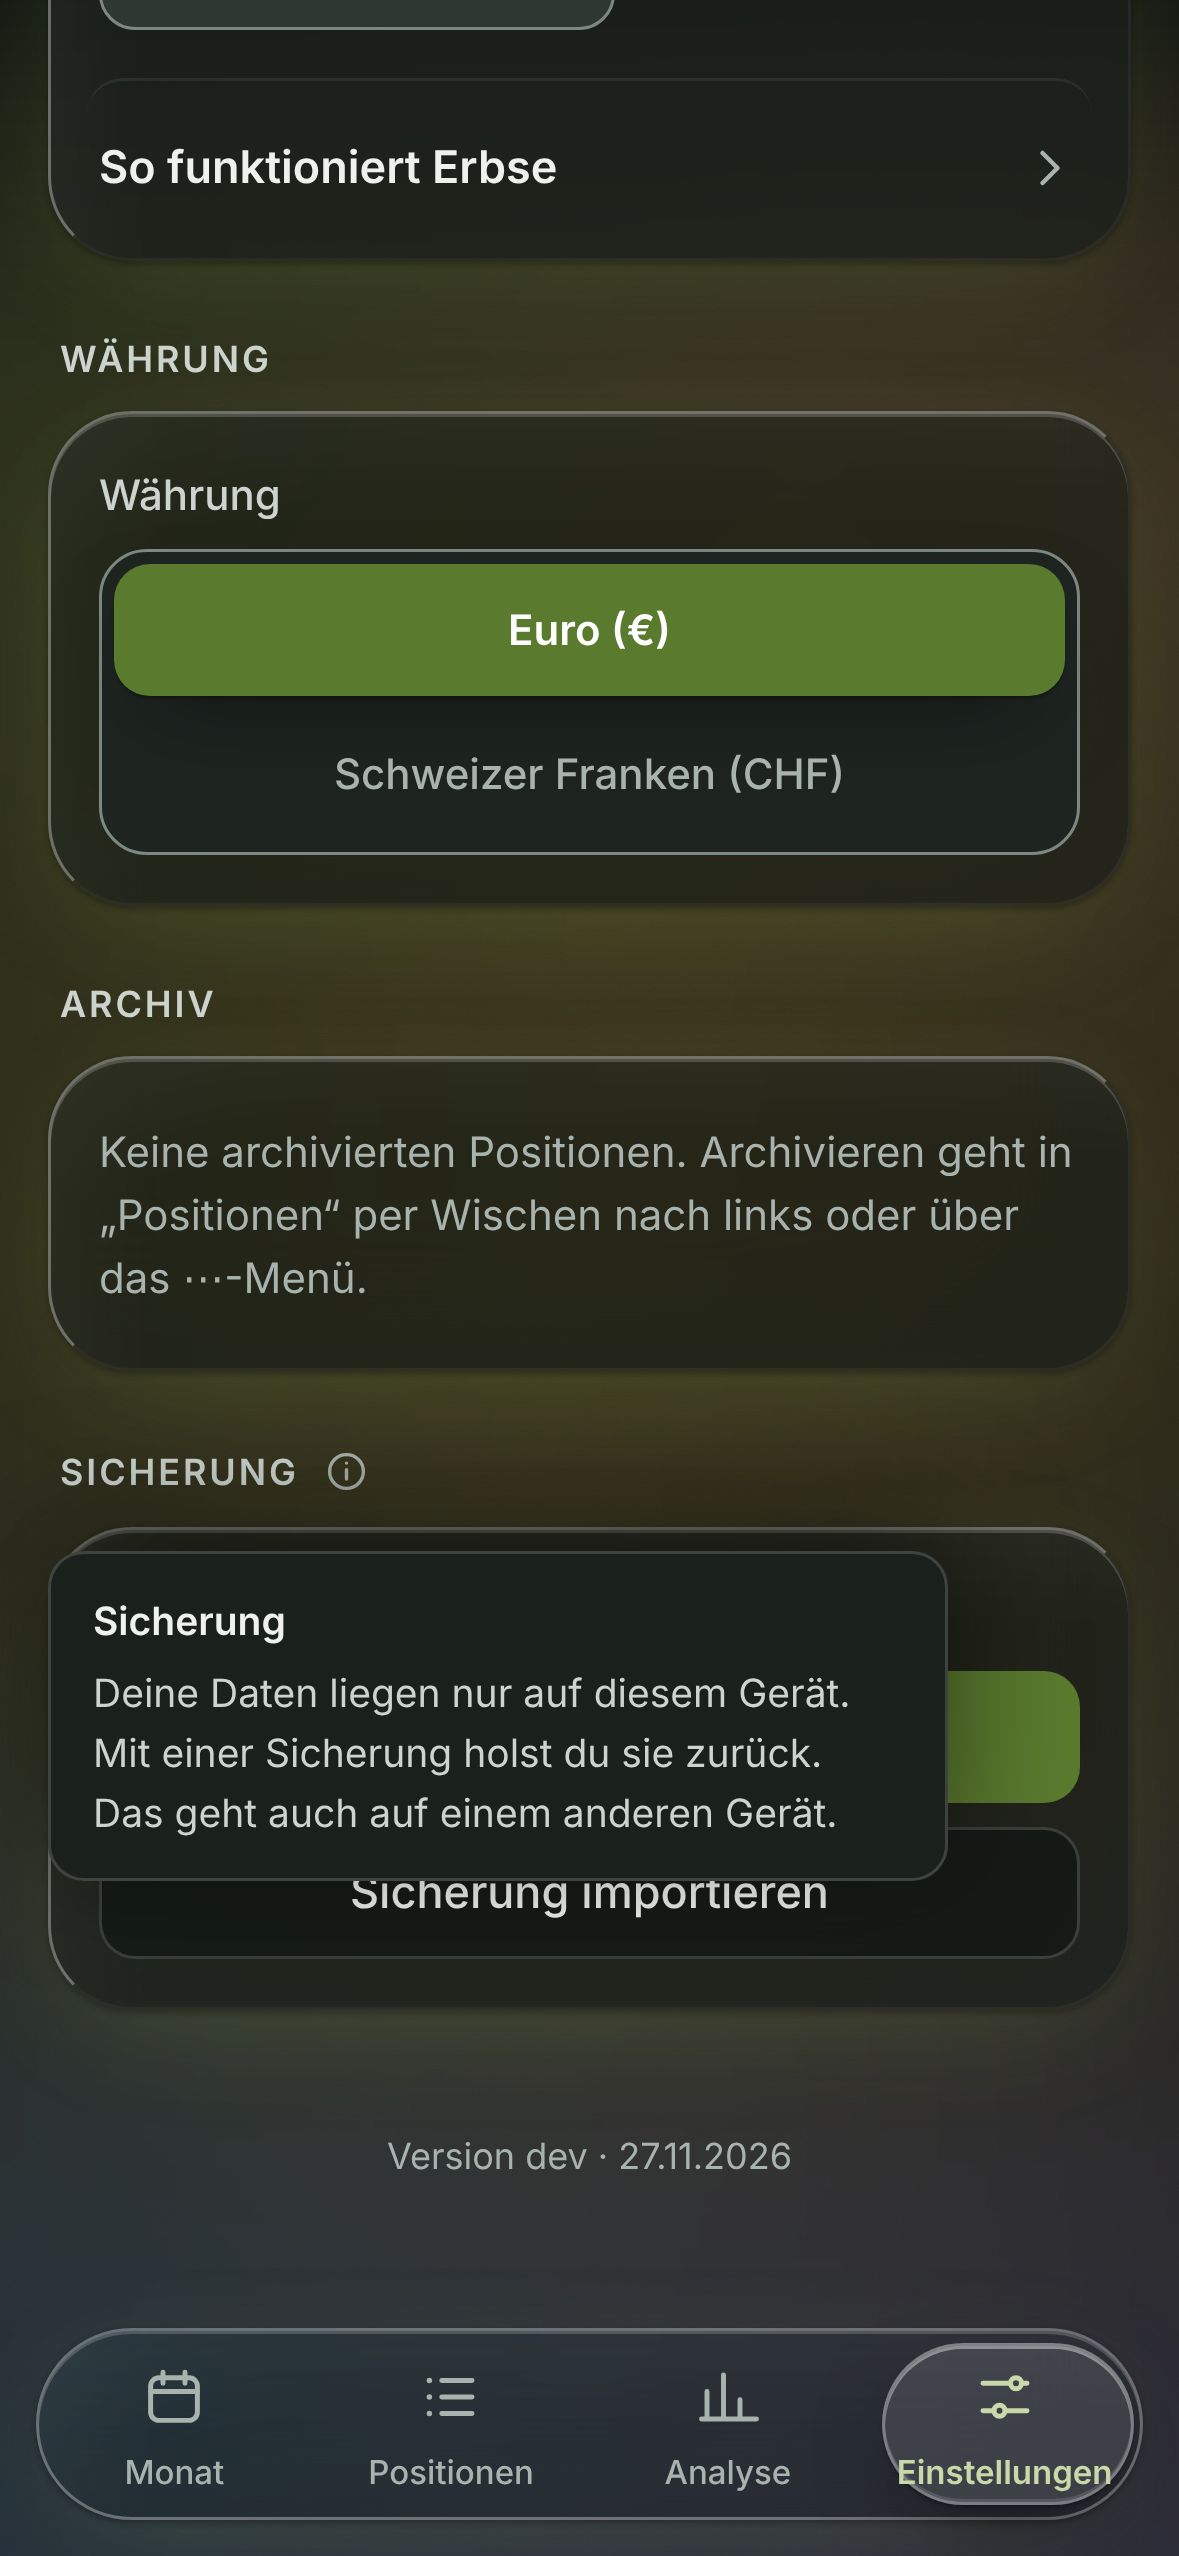 So funktioniert Erbse
WÄHRUNG
Währung
Euro (€)
Schweizer Franken (CHF)
ARCHIV
Keine archivierten Positionen. Archivieren geht in
„Positionen“ per Wischen nach links oder über
das ···-Menü.
SICHERUNG
Sicherung
Deine Daten liegen nur auf diesem Gerät.
Mit einer Sicherung holst du sie zurück.
Das geht auch auf einem anderen Gerät.
Sicherung importieren
Version dev · 27.11.2026
Monat
Positionen
Analyse
Einstellungen